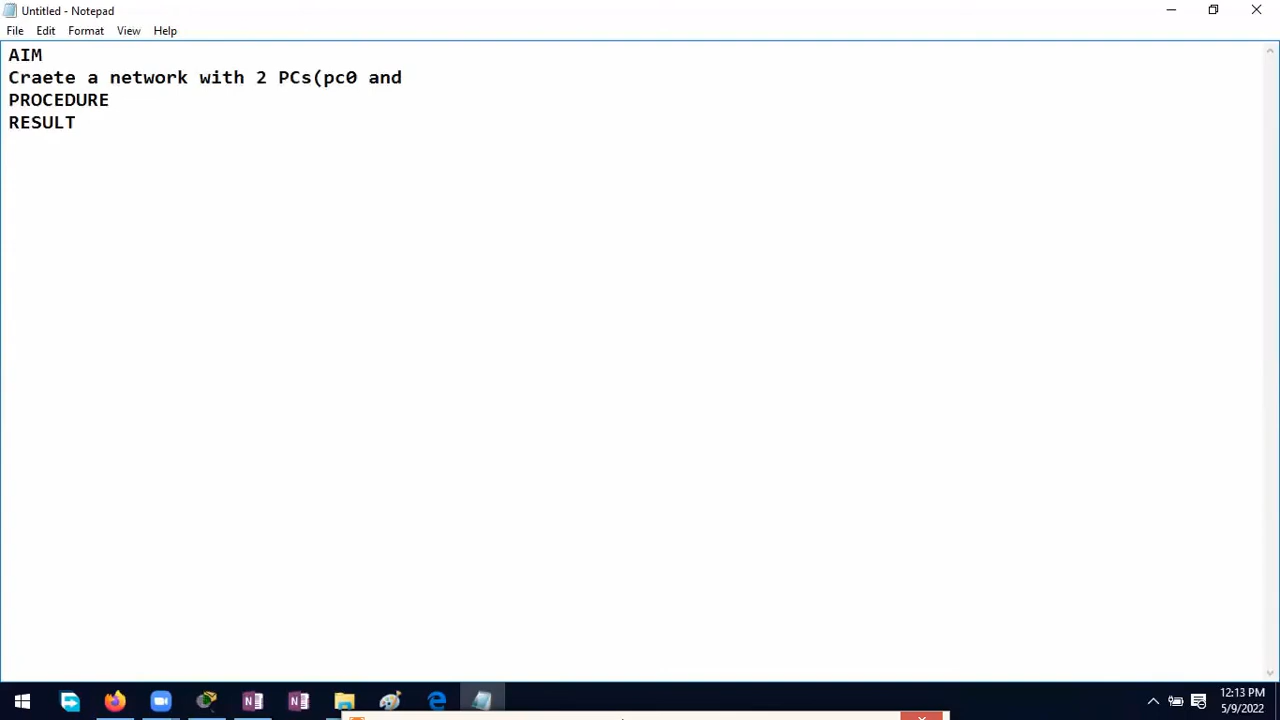 Untitled - Notepad
File Edit Format View Help
AIM
Craete a network with 2 PCs(pc0 and
PROCEDURE
RESULT
12:13 PM
5/9/2022